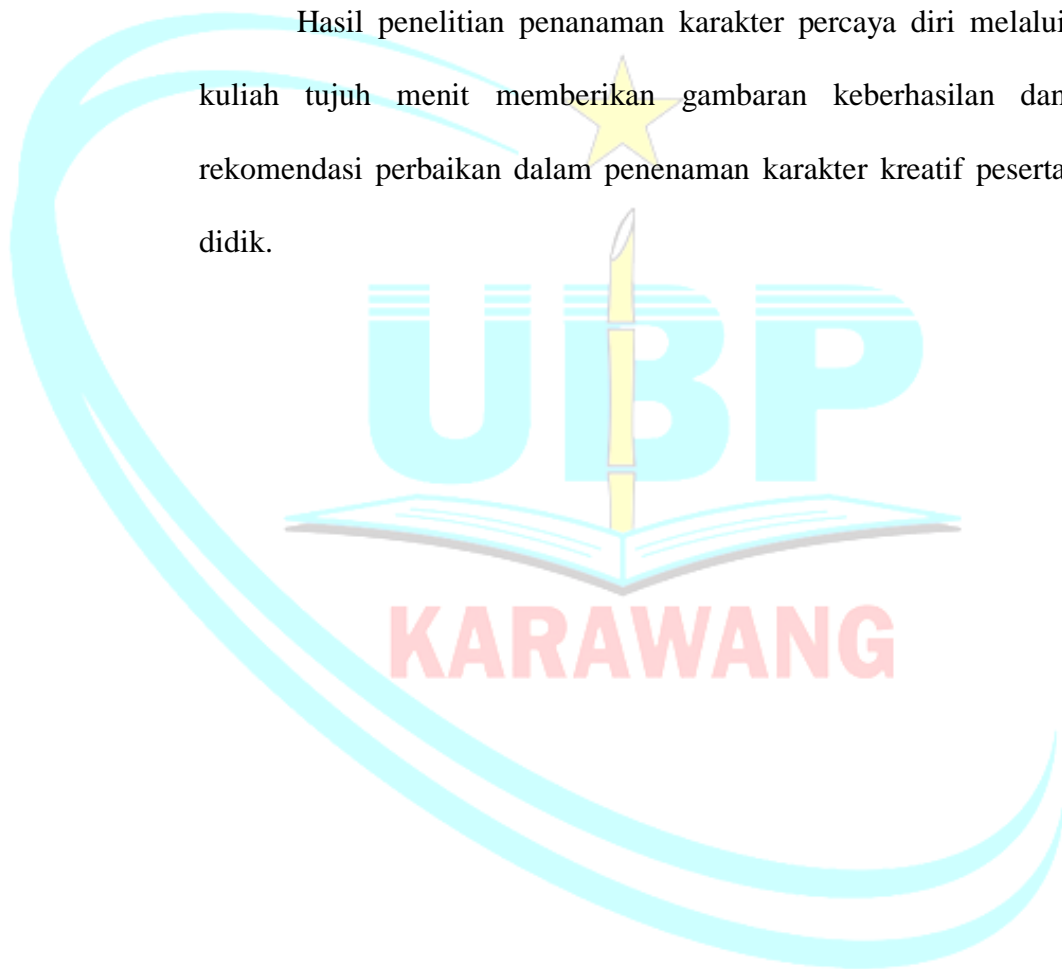 Hasil penelitian penanaman karakter percaya diri melalui
kuliah tujuh menit memberikan gambaran keberhasilan dan
rekomendasi perbaikan dalam penenaman karakter kreatif peserta
didik.
UBP
KARAWANG